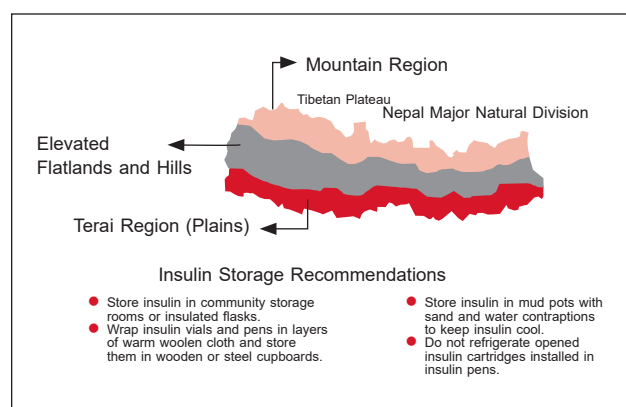 Mountain Region
Tibetan Plateau
Nepal Major Natural Division
Elevated
Flatlands and Hills
Terai Region (Plains)
Insulin Storage Recommendations
Store insulin in community storage
rooms or insulated flasks.
Wrap insulin vials and pens in layers
of warm woolen cloth and store
them in wooden or steel cupboards.
Store insulin in mud pots with
sand and water contraptions
to keep insulin cool.
Do not refrigerate opened
insulin cartridges installed in
insulin pens.